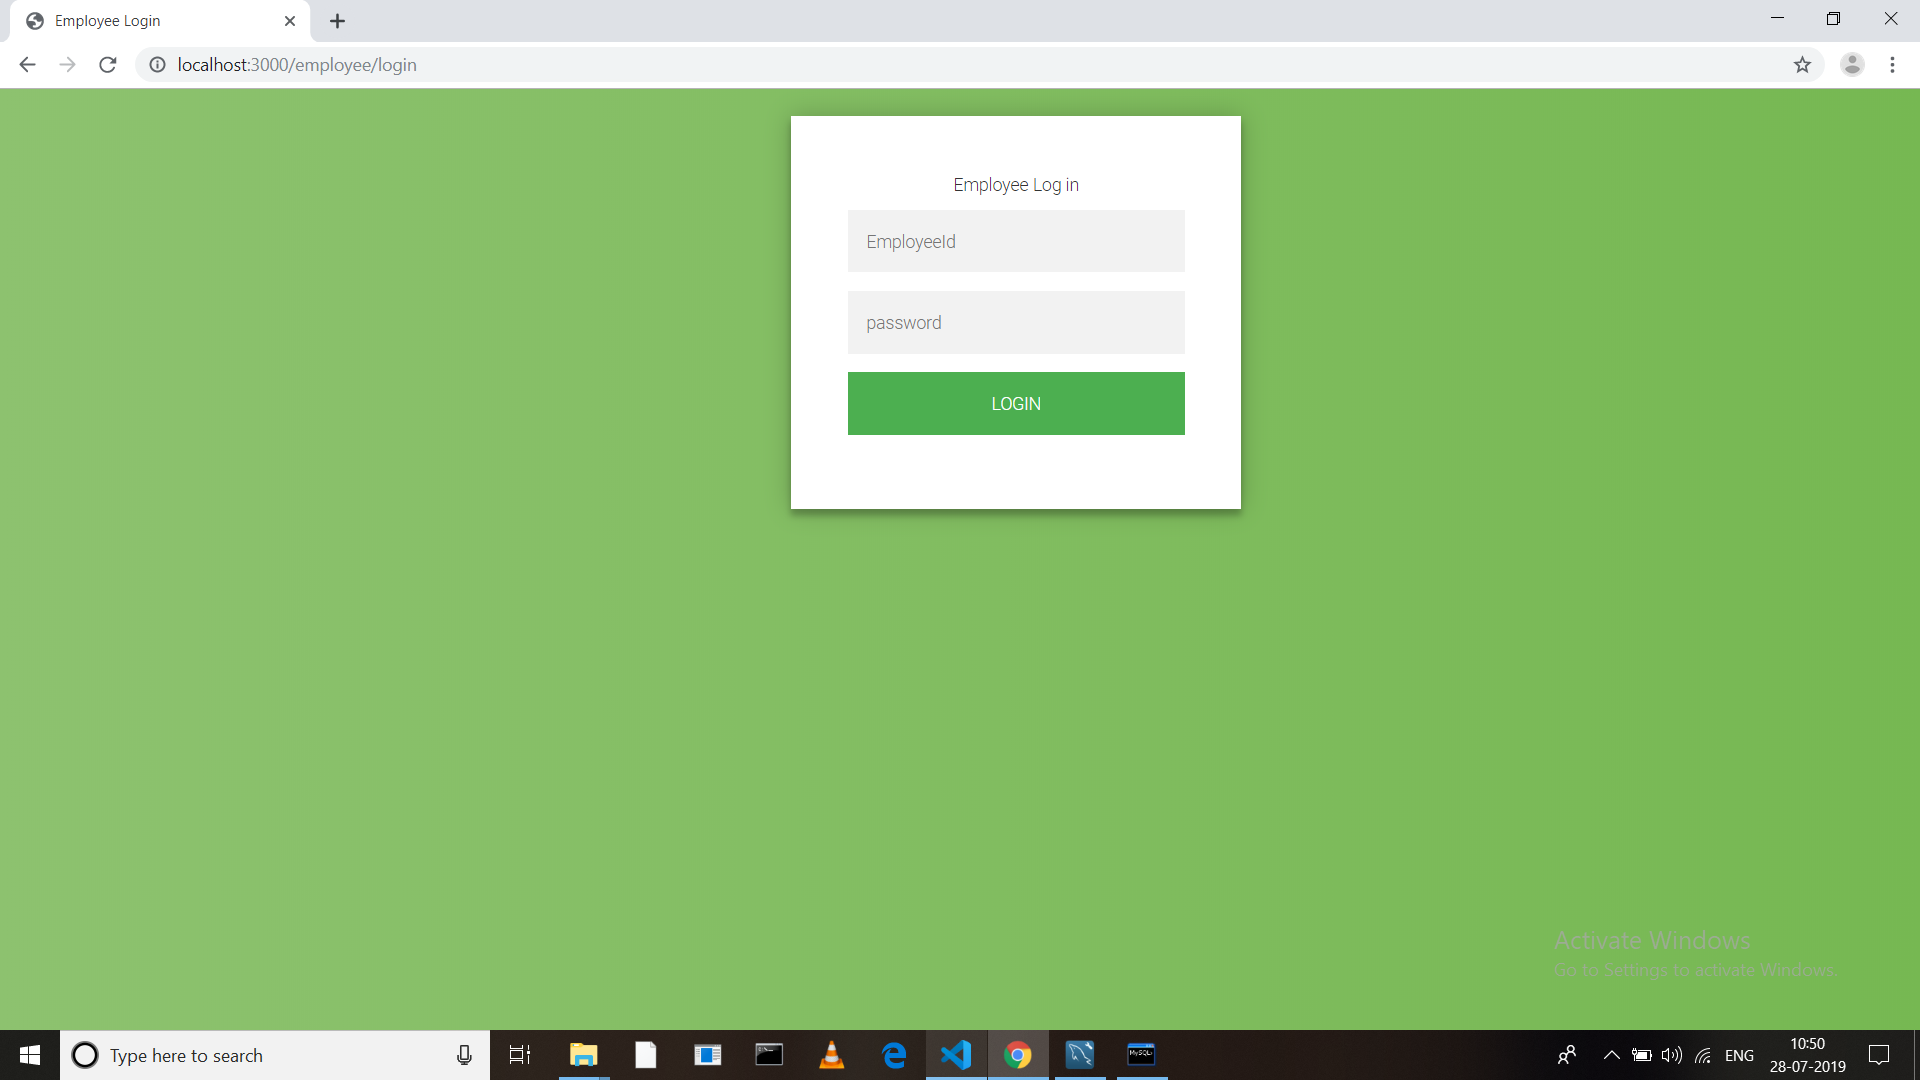 Employee Login
localhost:3000/employee/login
Employee Log in
EmployeeId
password
LOGIN
Activate Windows
Go to Settings to activate Windows.
Type here to search
MySQL
ENG
10:50
28-07-2019